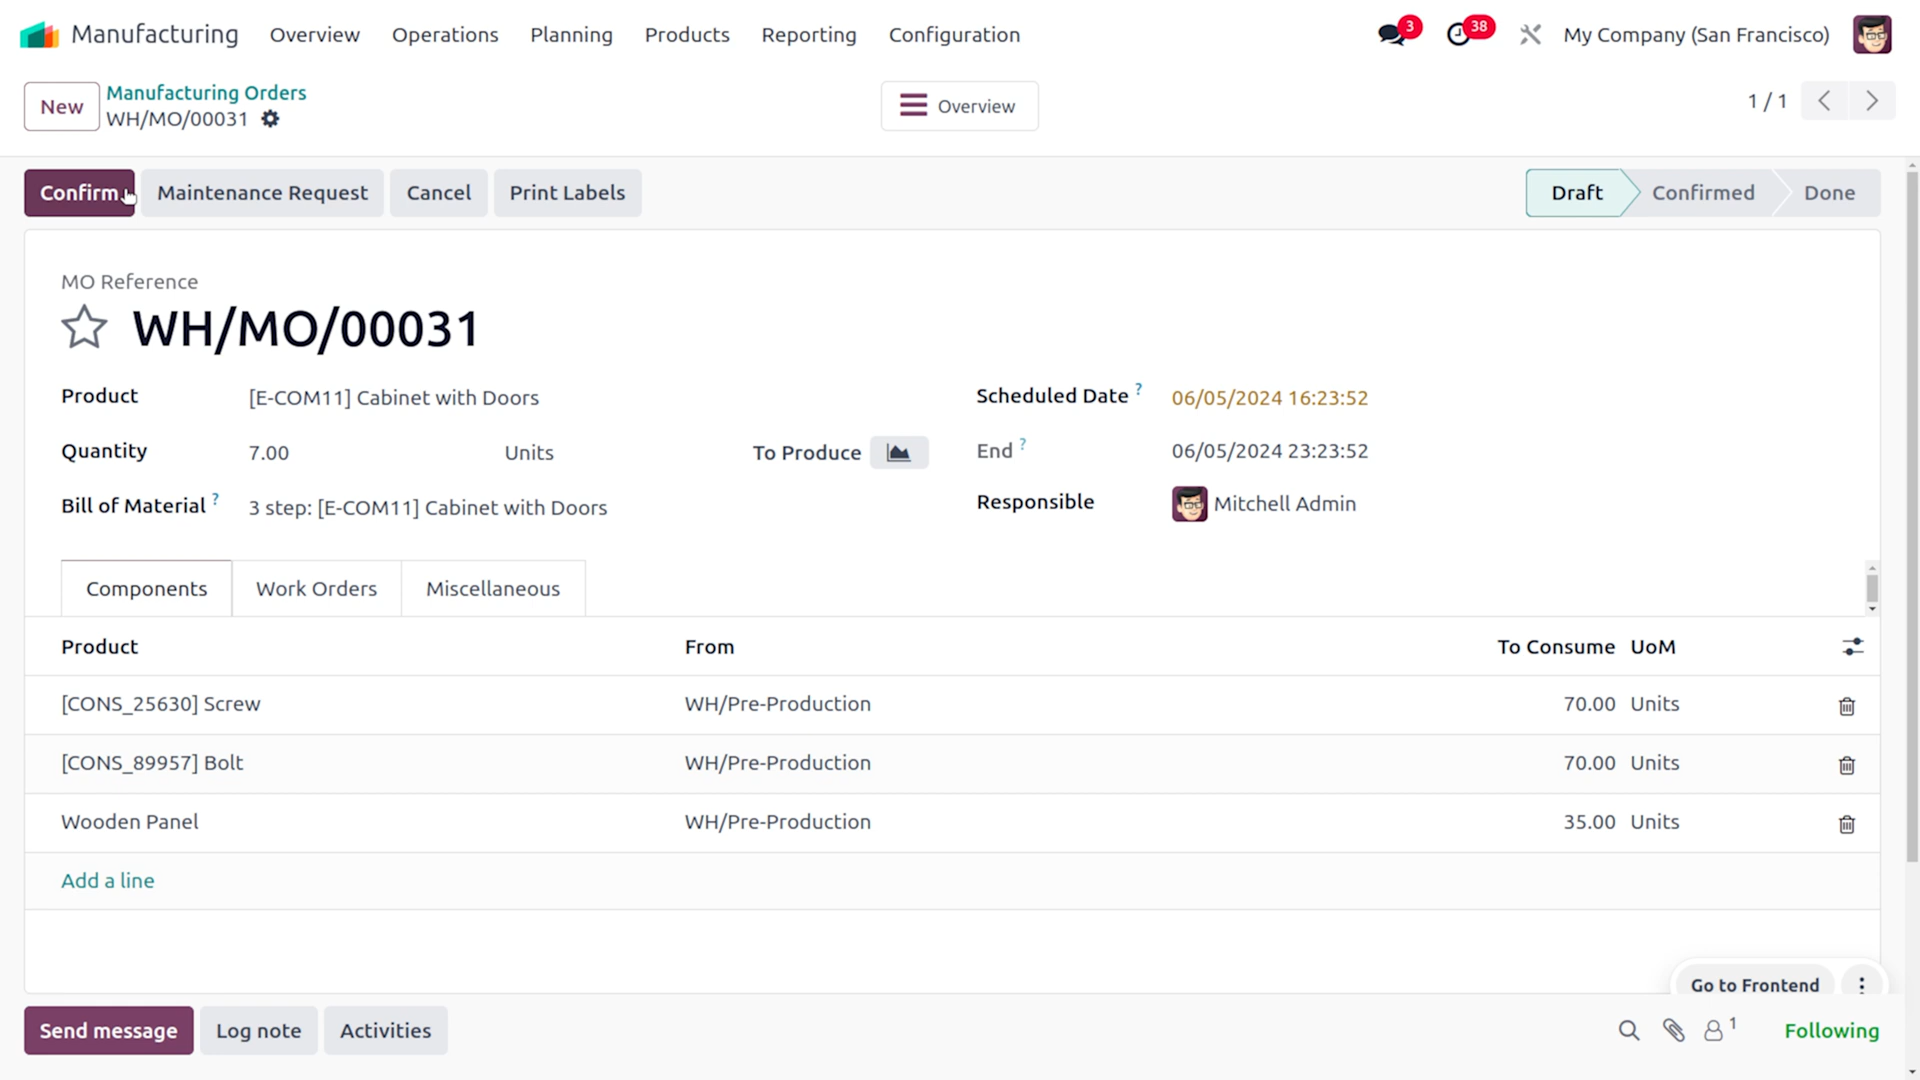 Manufacturing Overview Operations Planning Products Reporting Configuration 3 38 My Company (San Francisco)
New Manufacturing Orders Overview 1 / 1
WH/MO/00031
Confirm Maintenance Request Cancel Print Labels Draft Confirmed Done
MO Reference
WH/MO/00031
Product [E-COM11] Cabinet with Doors Scheduled Date ? 06/05/2024 16:23:52
Quantity 7.00 Units To Produce End ? 06/05/2024 23:23:52
Bill of Material ? 3 step: [E-COM11] Cabinet with Doors Responsible Mitchell Admin
Components Work Orders Miscellaneous
Product From To Consume UoM
[CONS_25630] Screw WH/Pre-Production 70.00 Units
[CONS_89957] Bolt WH/Pre-Production 70.00 Units
Wooden Panel WH/Pre-Production 35.00 Units
Add a line
Go to Frontend
Send message Log note Activities 1 Following